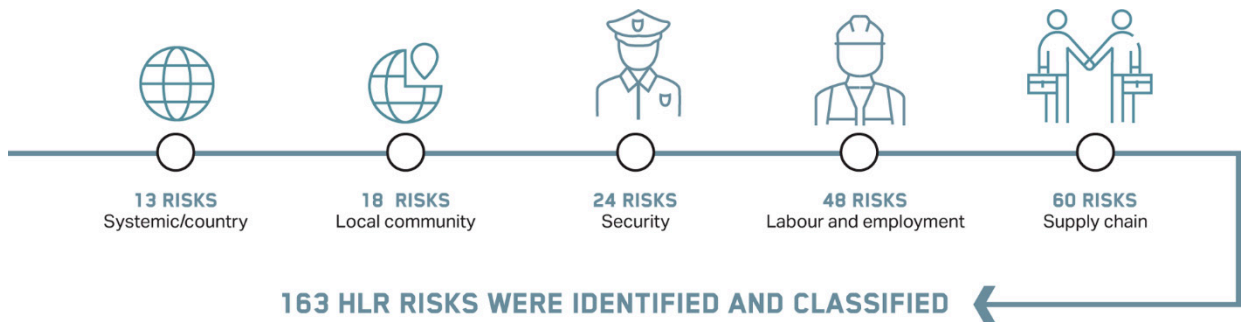 13 RISKS
Systemic/country
18 RISKS
Local community
24 RISKS
Security
48 RISKS
Labour and employment
60 RISKS
Supply chain
163 HLR RISKS WERE IDENTIFIED AND CLASSIFIED